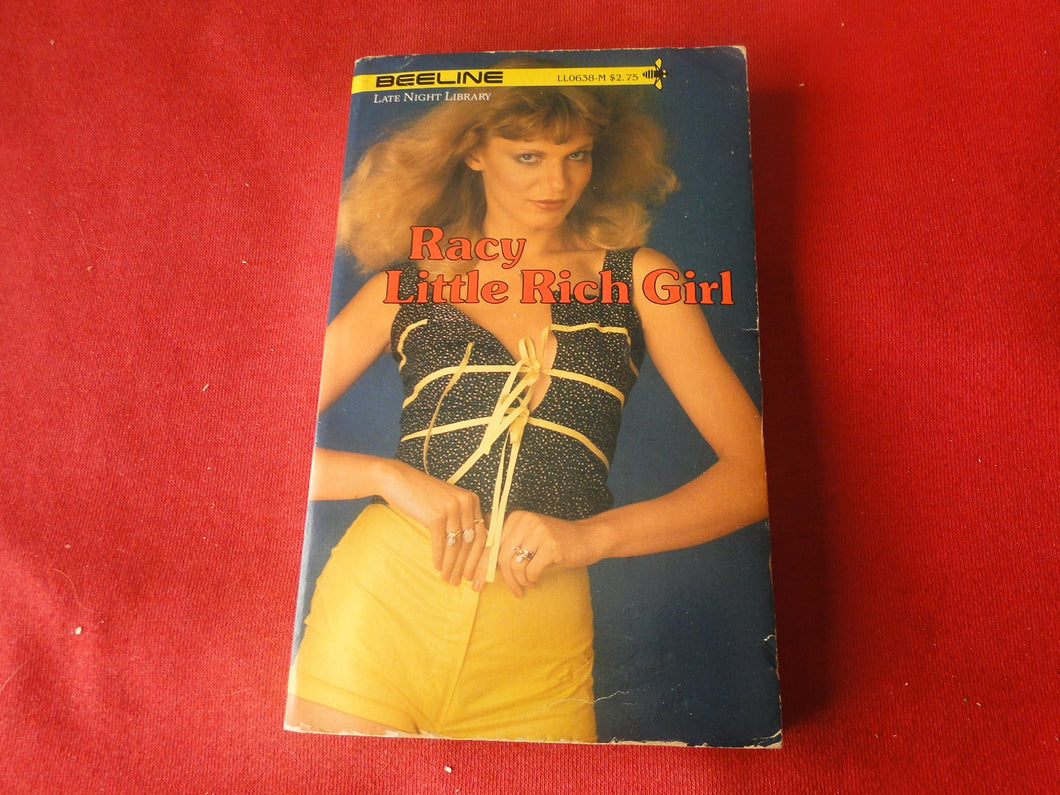 BEELINE
LL0638-M $2.75
LATE NIGHT LIBRARY
Racy
Little Rich Girl